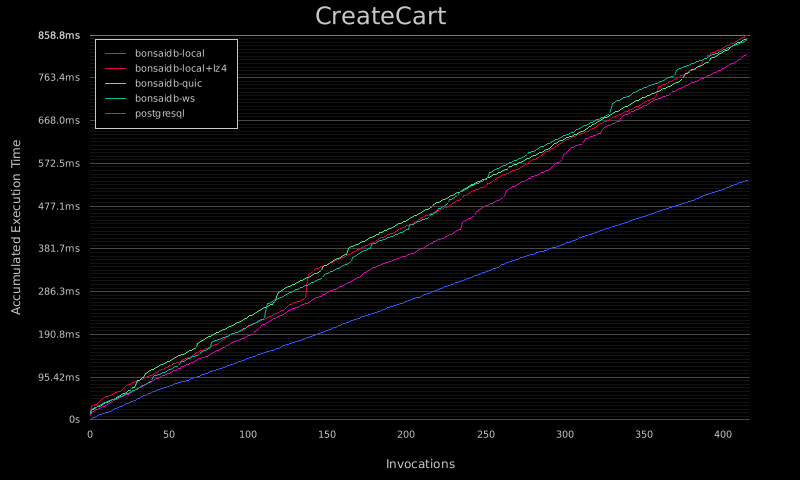 CreateCart
858.8ms
763.4ms
668.0ms
572.5ms
477.1ms
381.7ms
286.3ms
190.8ms
95.42ms
0s
bonsaidb-local
bonsaidb-local+lz4
bonsaidb-quic
bonsaidb-ws
postgresql
Accumulated Execution Time
0 50 100 150 200 250 300 350 400
Invocations